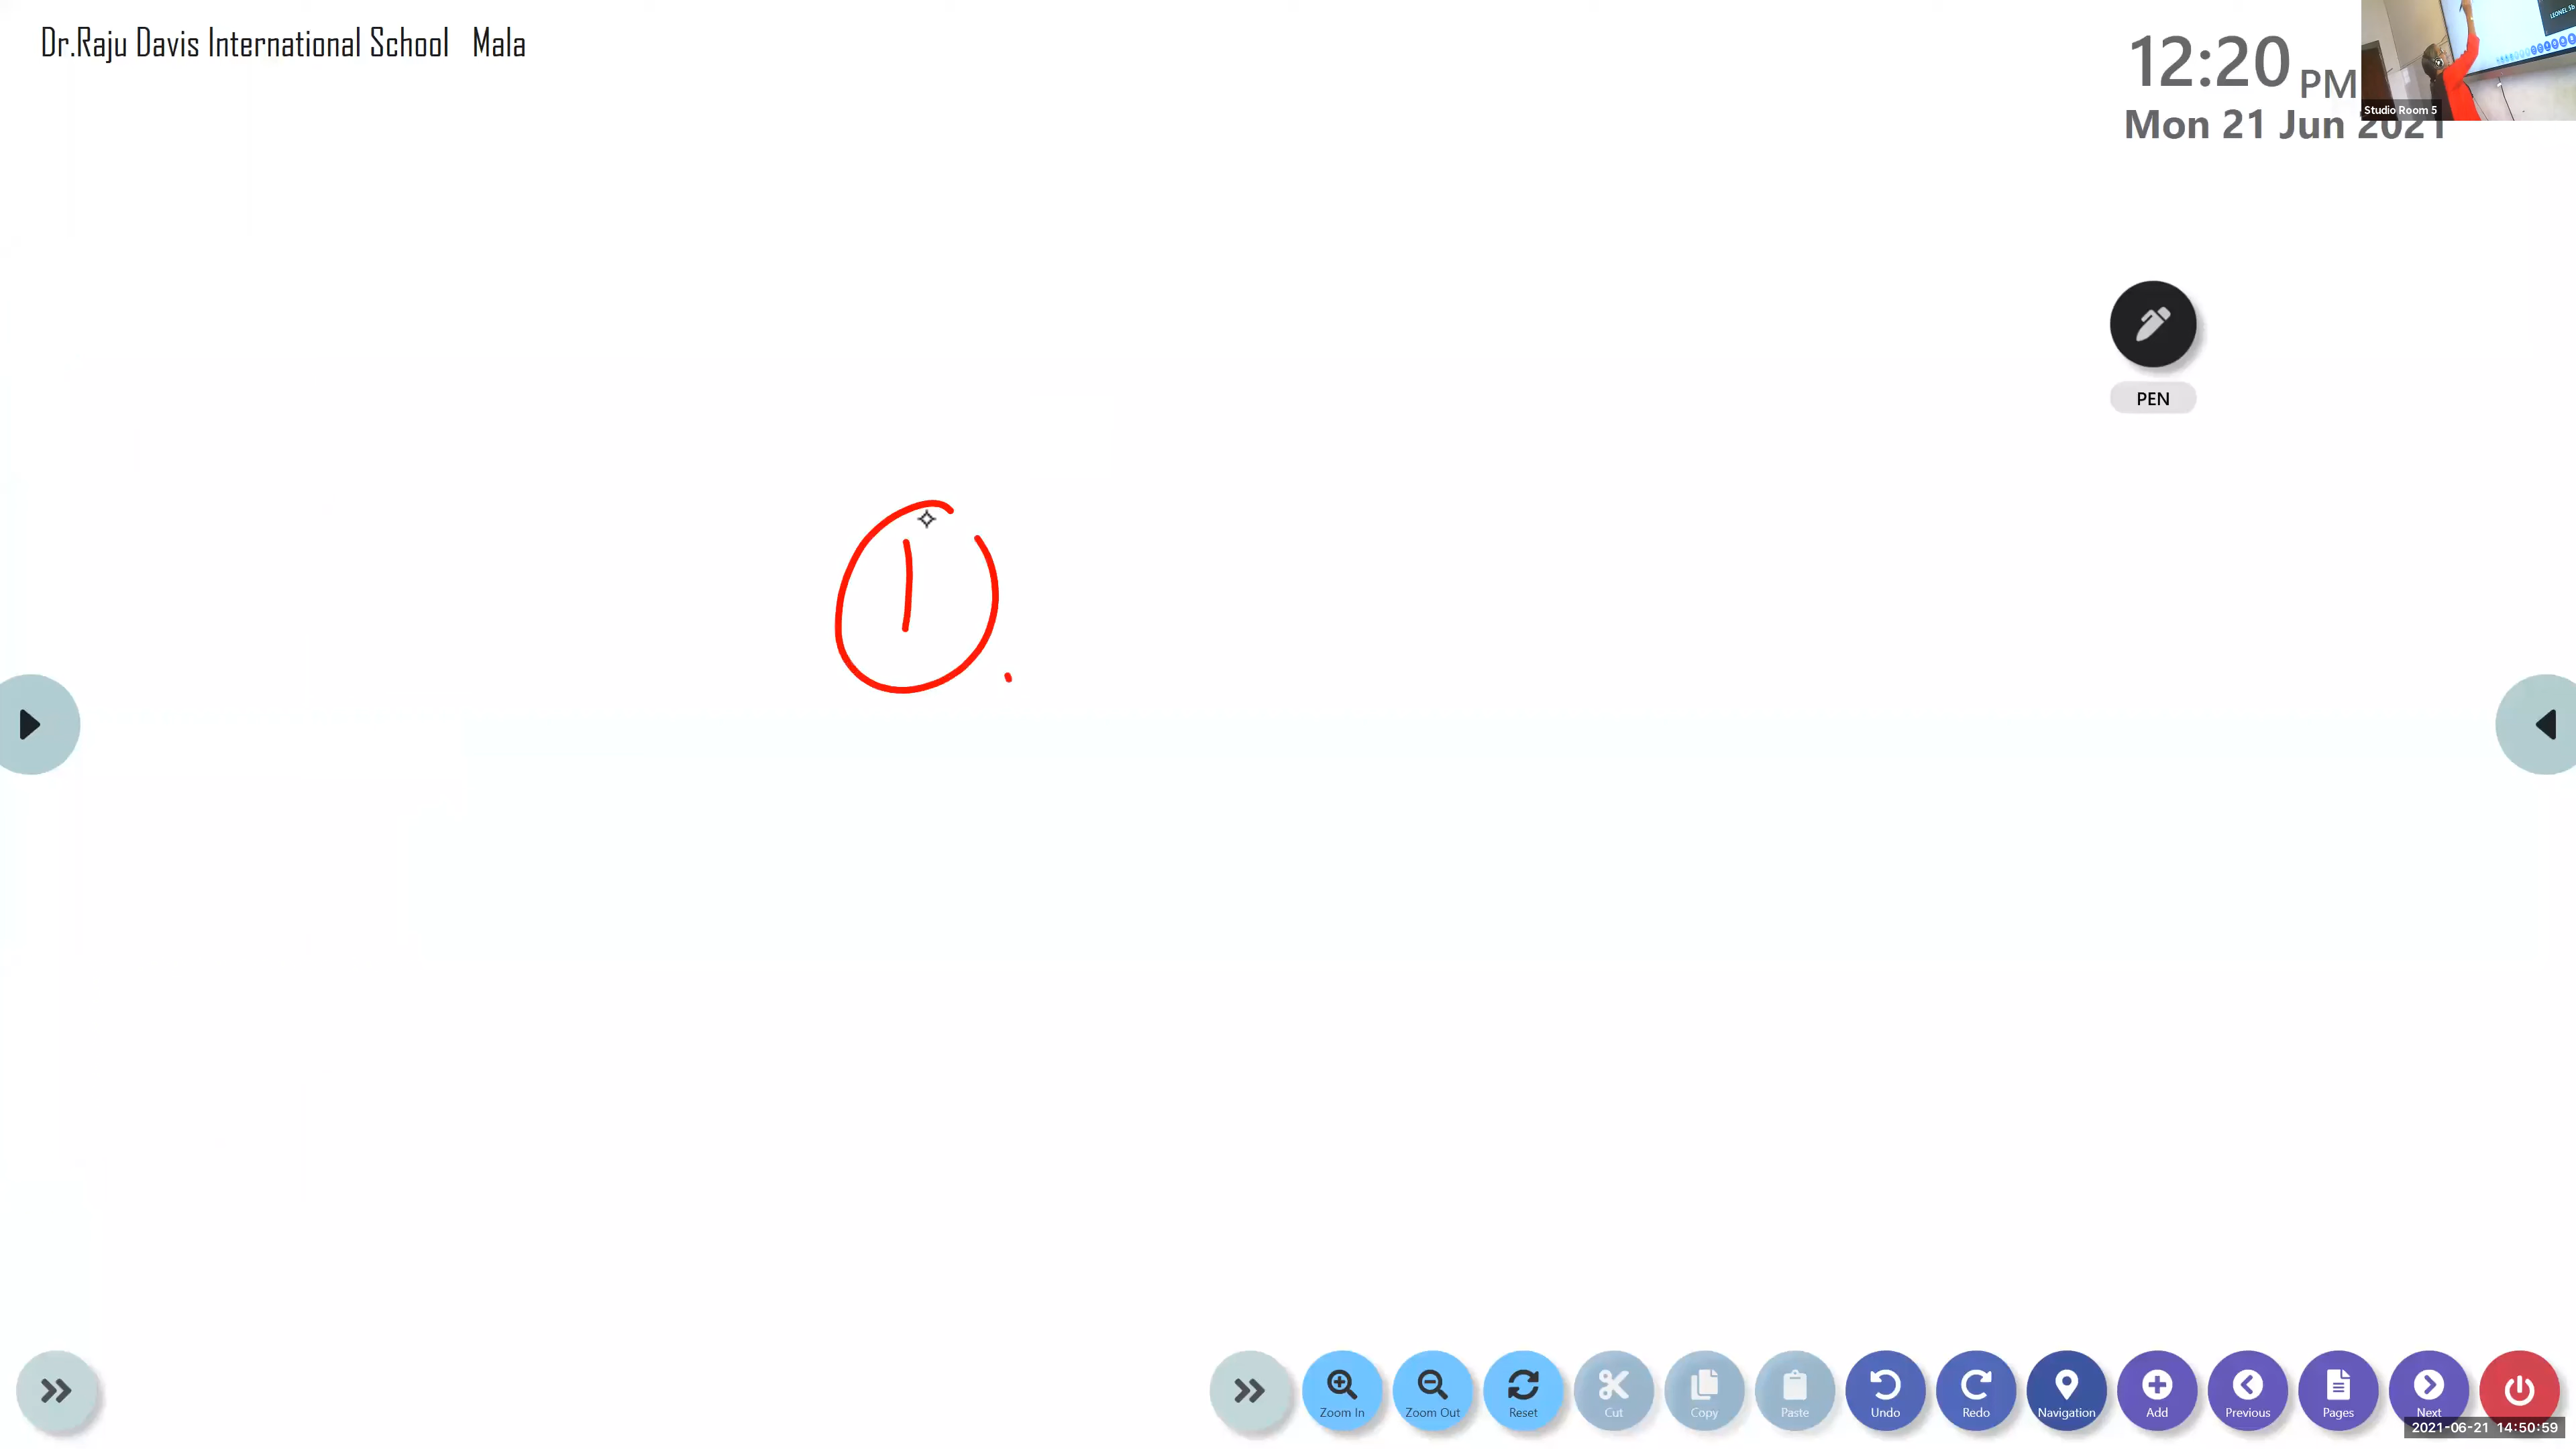 Dr.Raju Davis International School Mala
12:20 PM
Mon 21 Jun 2021
LEONEL
Studio Room 5
PEN
1
Zoom In
Zoom Out
Reset
Cut
Copy
Paste
Undo
Redo
Navigation
Add
Previous
Pages
Next
2021-06-21 14:50:59